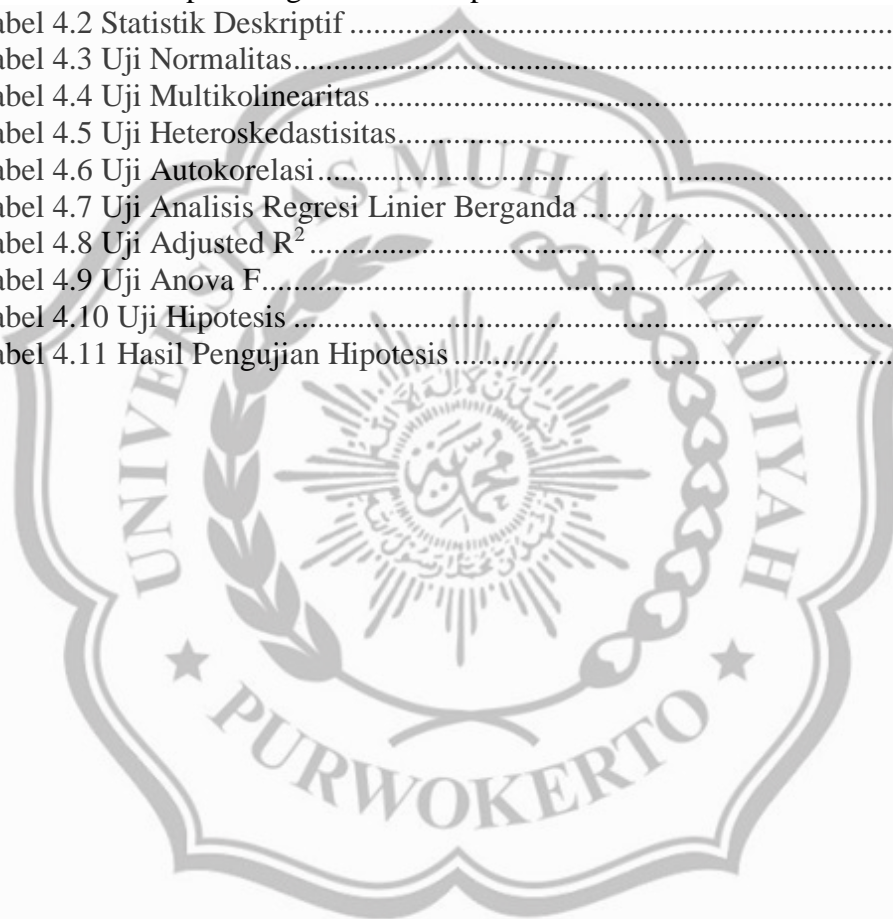 abel 4.2 Statistik Deskriptif ......................................................................................
abel 4.3 Uji Normalitas................................................................................................
abel 4.4 Uji Multikolinearitas ..................................................................................
abel 4.5 Uji Heteroskedastisitas..............................................................................
abel 4.6 Uji Autokorelasi ...........................................................................................
abel 4.7 Uji Analisis Regresi Linier Berganda ..................................................
abel 4.8 Uji Adjusted R² .............................................................................................
abel 4.9 Uji Anova F.....................................................................................................
abel 4.10 Uji Hipotesis ................................................................................................
abel 4.11 Hasil Pengujian Hipotesis ......................................................................
UNIVERSITAS MUHAMMADIYAH
محمد
PURWOKERTO